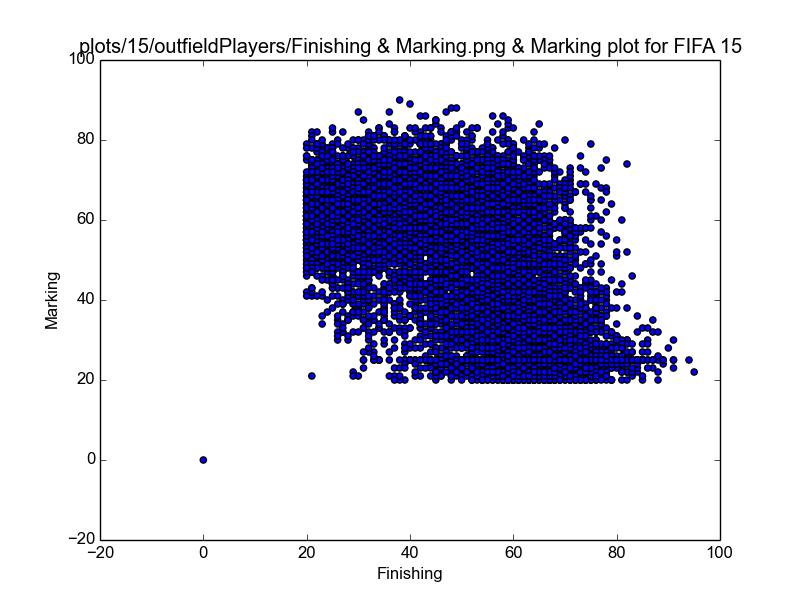 plots/15/outfieldPlayers/Finishing & Marking.png & Marking plot for FIFA 15
100
80
60
40
20
0
−20
Marking
−20 0 20 40 60 80 100
Finishing